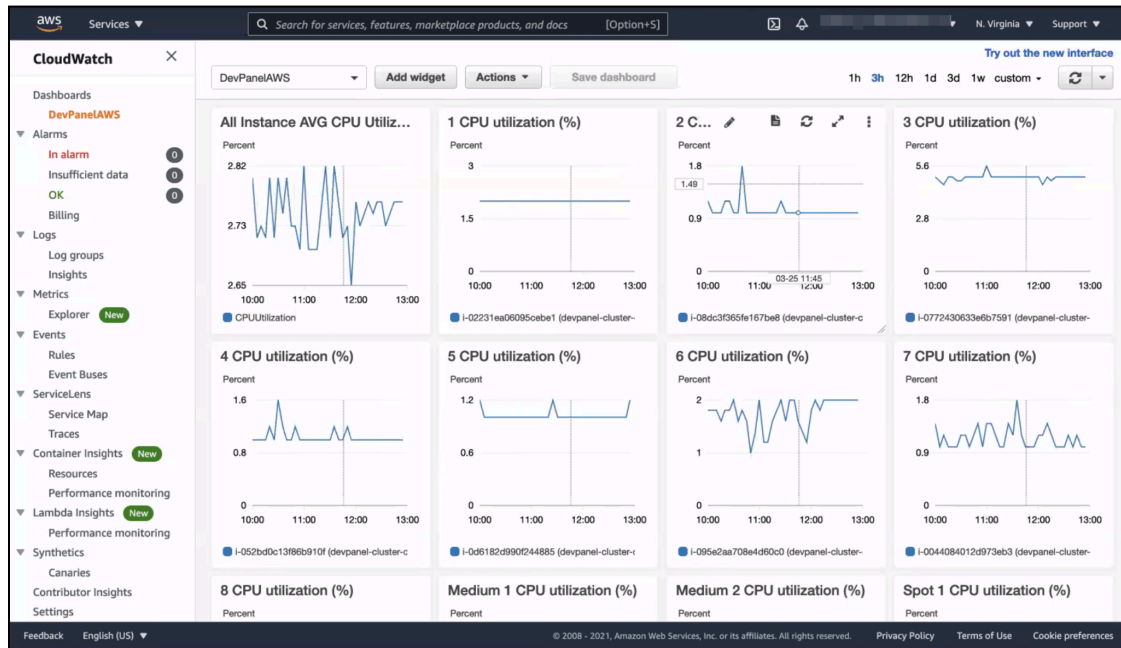 aws
Services ▼
Search for services, features, marketplace products, and docs [Option+S]
N. Virginia ▼
Support ▼
CloudWatch ×
Dashboards
DevPanelAWS
Alarms
In alarm 0
Insufficient data 0
OK 0
Billing
Logs
Log groups
Insights
Metrics
Explorer New
Events
Rules
Event Buses
ServiceLens
Service Map
Traces
Container Insights New
Resources
Performance monitoring
Lambda Insights New
Performance monitoring
Synthetics
Canaries
Contributor Insights
Settings
Try out the new interface
DevPanelAWS
Add widget
Actions
Save dashboard
1h 3h 12h 1d 3d 1w custom
All Instance AVG CPU Utiliz...
Percent
2.82
2.73
2.65
10:00 11:00 12:00 13:00
CPUUtilization
1 CPU utilization (%)
Percent
3
1.5
0
10:00 11:00 12:00 13:00
i-02231ea06095cebe1 (devpanel-cluster-
2 C...
Percent
1.8
1.49
0.9
0
03-25 11:45
10:00 11:00 12:00 13:00
i-08dc3f365fe167be8 (devpanel-cluster-c
3 CPU utilization (%)
Percent
5.6
2.8
0
10:00 11:00 12:00 13:00
i-0772430633e6b7591 (devpanel-cluster-
4 CPU utilization (%)
Percent
1.6
0.8
0
10:00 11:00 12:00 13:00
i-052bd0c13f86b910f (devpanel-cluster-c
5 CPU utilization (%)
Percent
1.2
0.6
0
10:00 11:00 12:00 13:00
i-0d6182d990f244885 (devpanel-cluster-c
6 CPU utilization (%)
Percent
2
1
0
10:00 11:00 12:00 13:00
i-095e2aa708e4d60c0 (devpanel-cluster-
7 CPU utilization (%)
Percent
1.8
0.9
0
10:00 11:00 12:00 13:00
i-0044084012d973eb3 (devpanel-cluster-
8 CPU utilization (%)
Percent
Medium 1 CPU utilization (%)
Percent
Medium 2 CPU utilization (%)
Percent
Spot 1 CPU utilization (%)
Percent
Feedback
English (US) ▼
© 2008 - 2021, Amazon Web Services, Inc. or its affiliates. All rights reserved.
Privacy Policy
Terms of Use
Cookie preferences